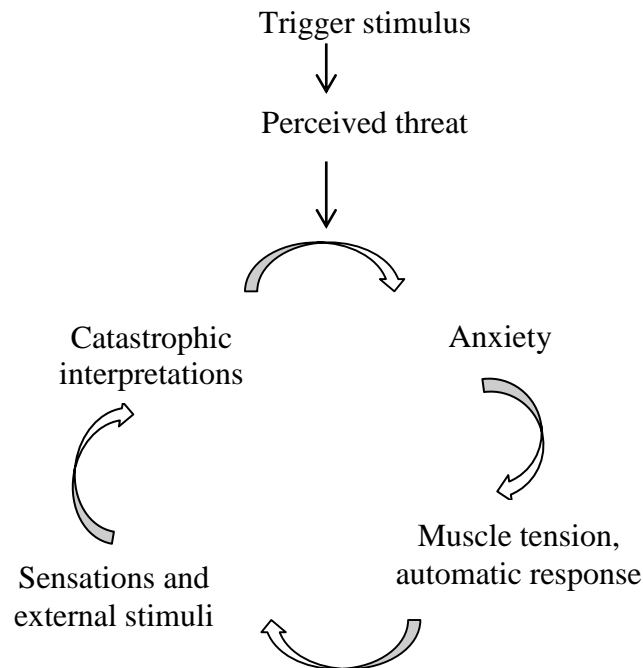 Trigger stimulus
Perceived threat
Catastrophic
interpretations
Anxiety
Muscle tension,
automatic response
Sensations and
external stimuli